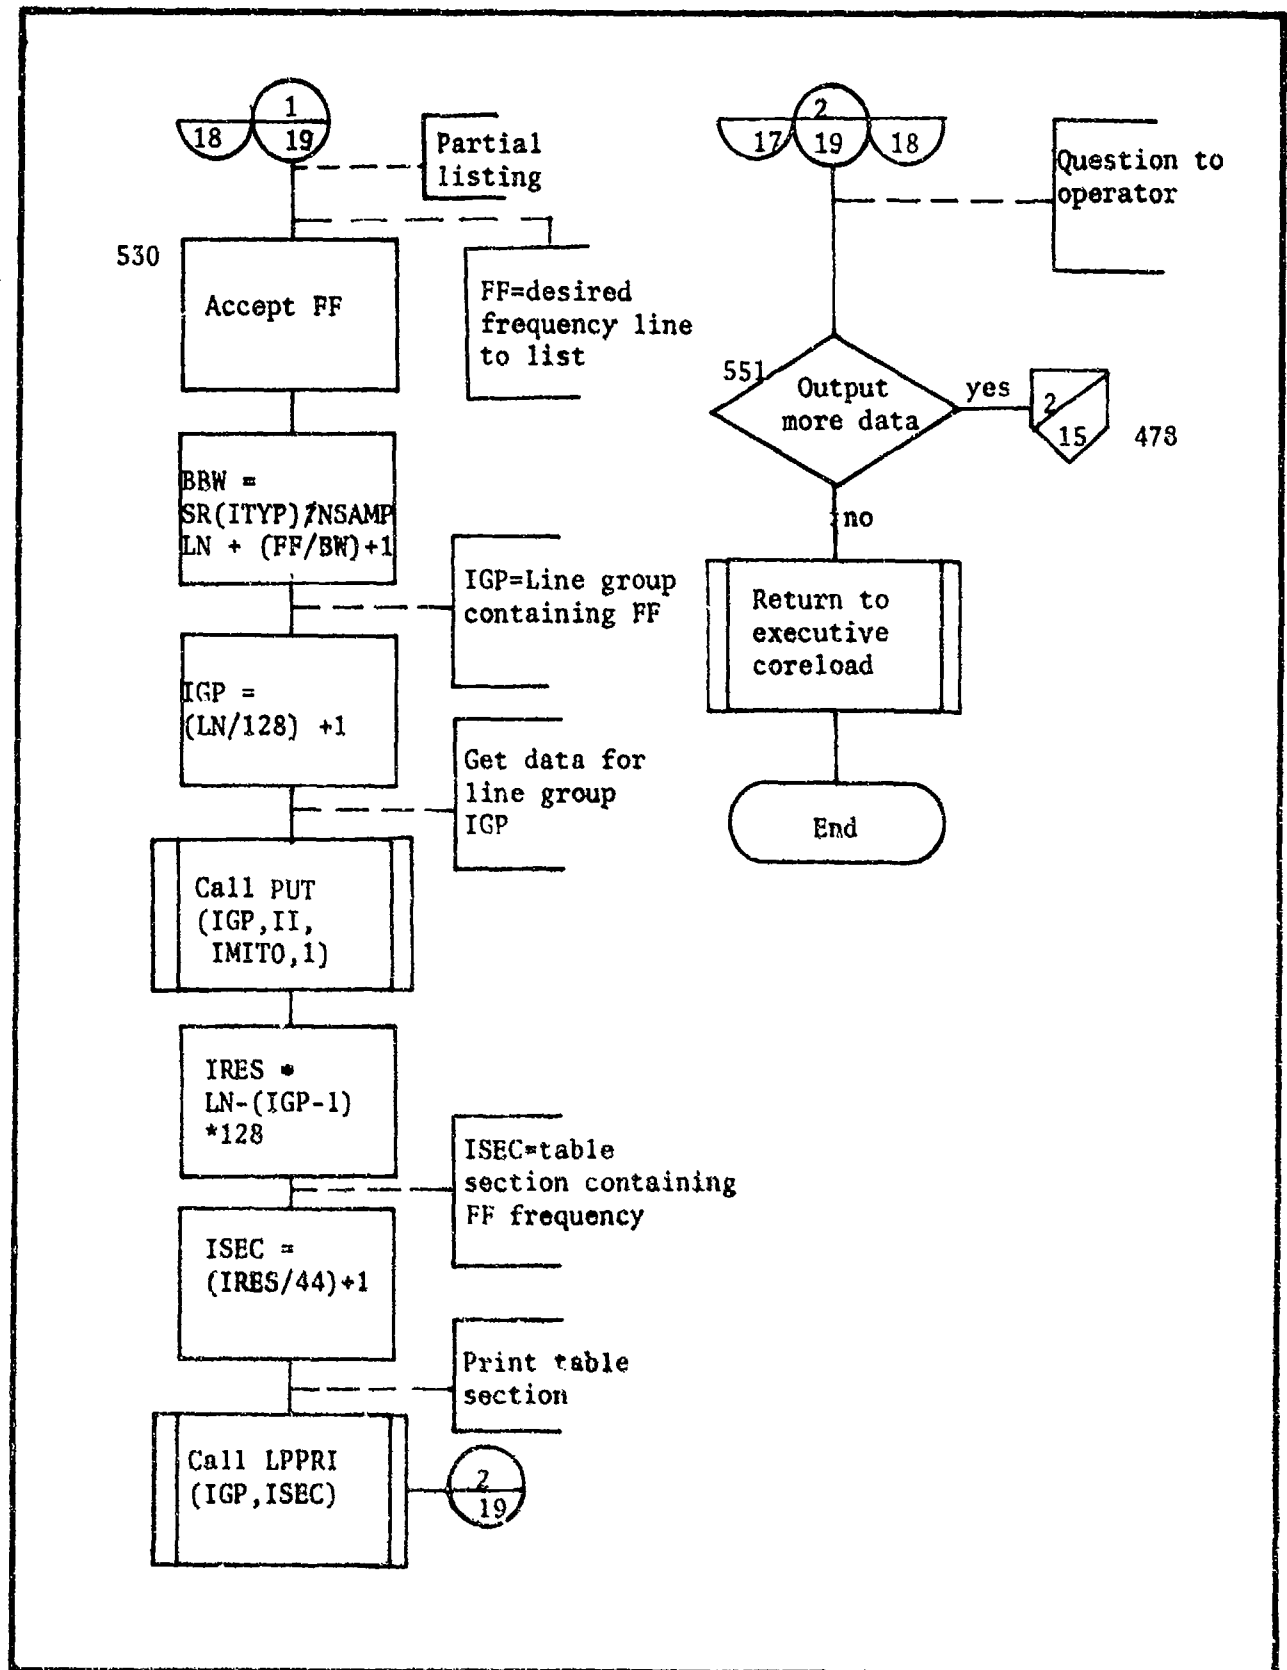 1
18
19
Partial
listing
530
Accept FF
FF=desired
frequency line
to list
BBW =
SR(ITYP)/NSAMP
LN + (FF/BW)+1
IGP=Line group
containing FF
IGP =
(LN/128) +1
Get data for
line group
IGP
Call PUT
(IGP,II,
IMITO,1)
IRES =
LN-(IGP-1)
*128
ISEC=table
section containing
FF frequency
ISEC =
(IRES/44)+1
Print table
section
Call LPPRI
(IGP,ISEC)
2
19
2
17
19
18
Question to
operator
551
Output
more data
yes
2
15
478
no
Return to
executive
coreload
End